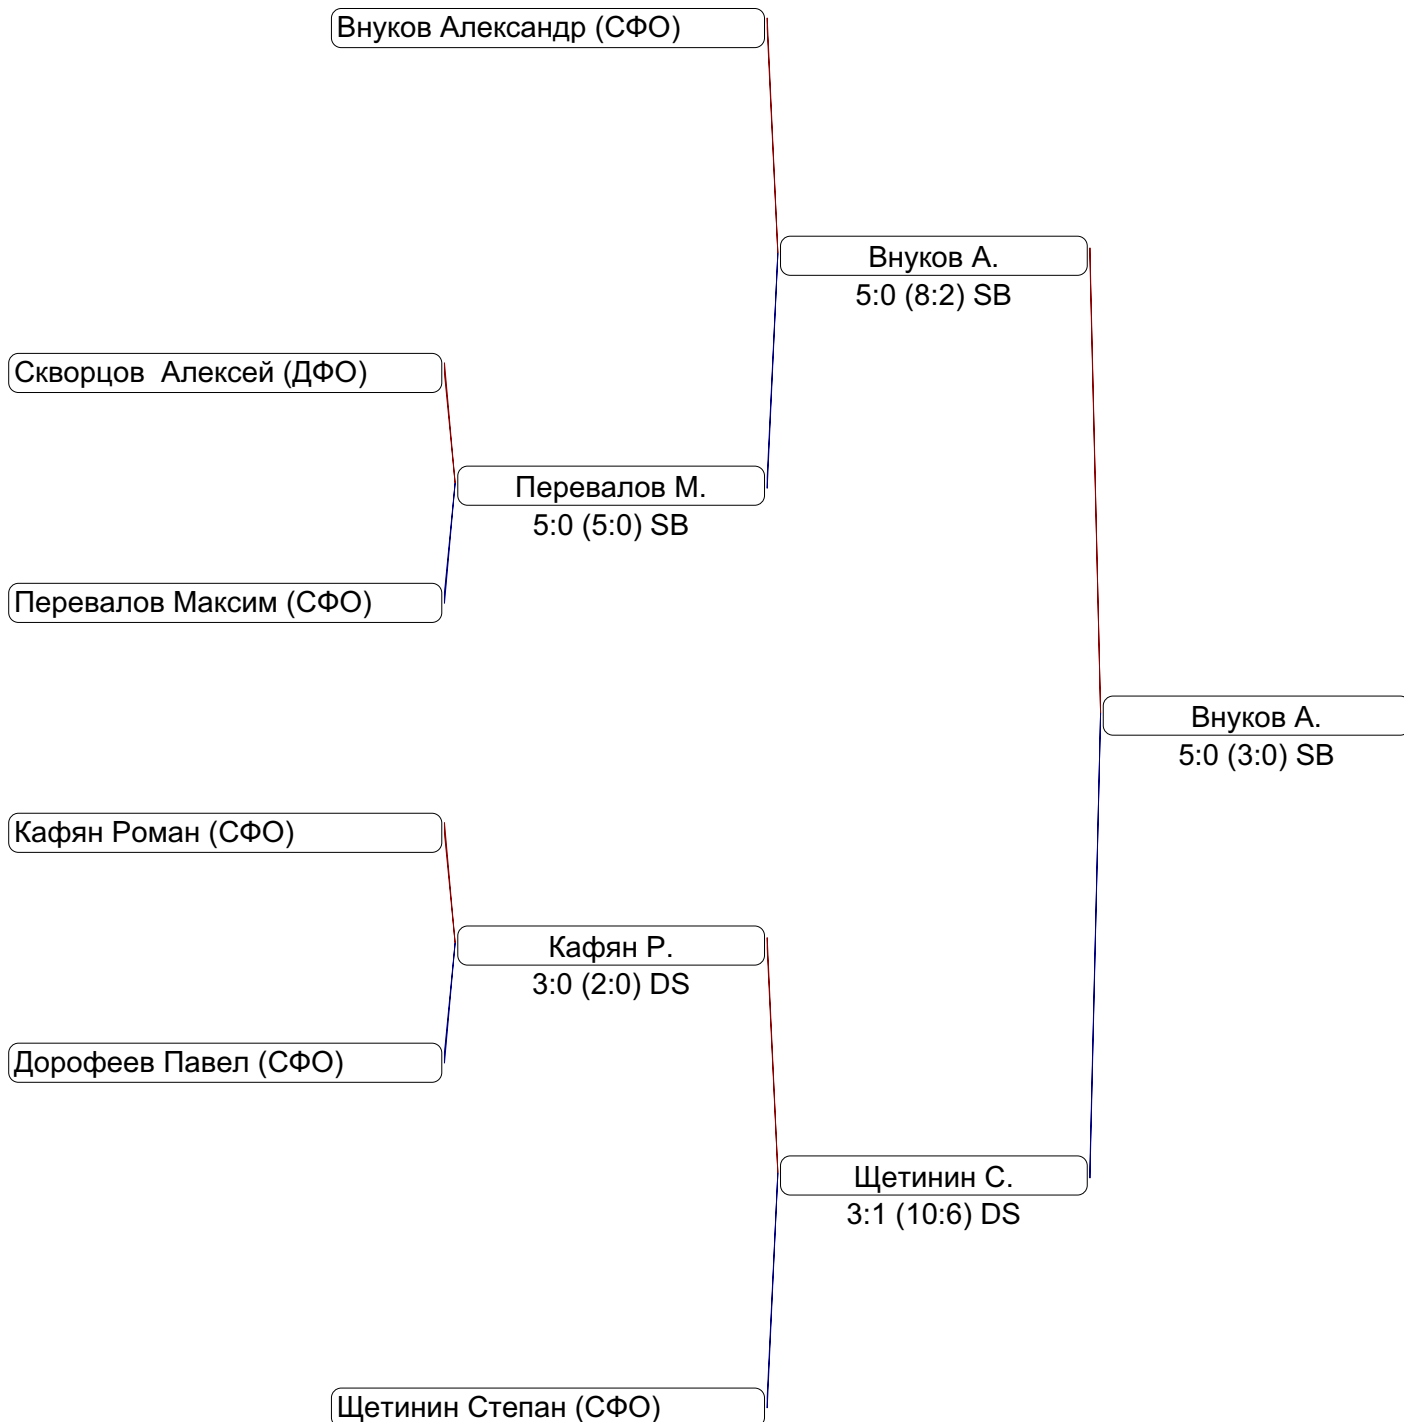 Внуков Александр (СФО)
Внуков А.
5:0 (8:2) SB
Скворцов  Алексей (ДФО)
Перевалов М.
5:0 (5:0) SB
Перевалов Максим (СФО)
Внуков А.
5:0 (3:0) SB
Кафян Роман (СФО)
Кафян Р.
3:0 (2:0) DS
Дорофеев Павел (СФО)
Щетинин С.
3:1 (10:6) DS
Щетинин Степан (СФО)